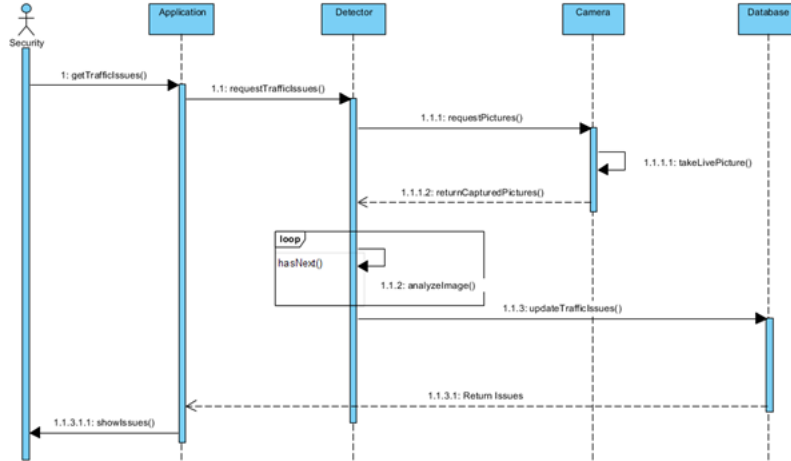 Application
Detector
Camera
Database
Security
1: getTrafficIssues()
1.1: requestTrafficIssues()
1.1.1: requestPictures()
1.1.1.1: takeLivePicture()
1.1.1.2: returnCapturedPictures()
loop
hasNext()
1.1.2: analyzeImage()
1.1.3: updateTrafficIssues()
1.1.3.1: Return Issues
1.1.3.1.1: showIssues()